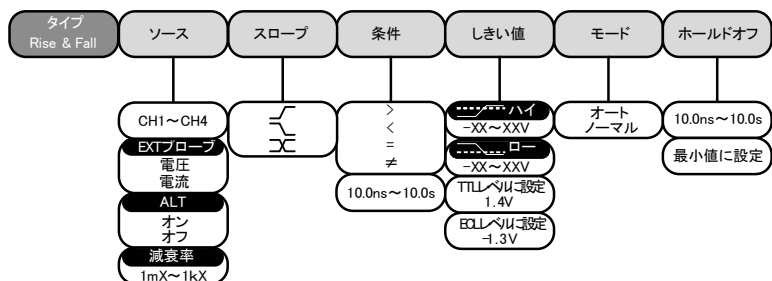 タイプ
Rise & Fall
ソース
スロープ
条件
しきい値
モード
ホールドオフ
CH1～CH4
EXTプローブ
電圧
電流
ALT
オン
オフ
減衰率
1mX～1kX
>
<
=
≠
10.0ns～10.0s
ハイ
-XX～XXV
ロー
-XX～XXV
TTLレベルに設定
1.4V
ECLレベルに設定
-1.3V
オート
ノーマル
10.0ns～10.0s
最小値に設定